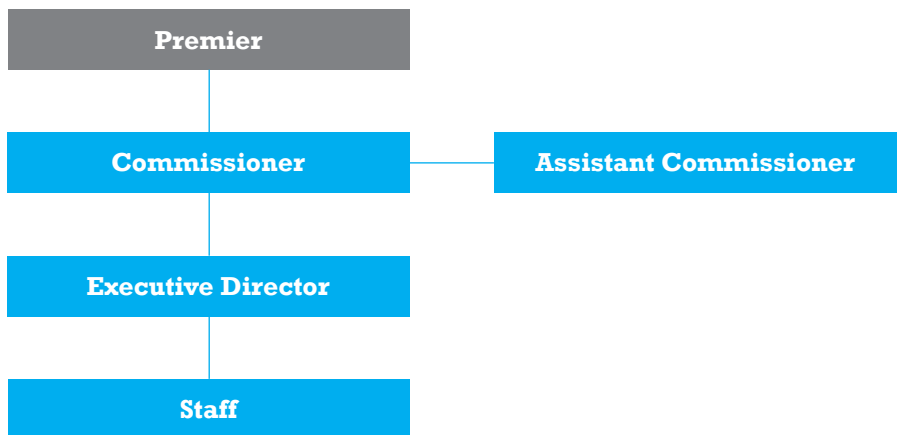 Premier
Commissioner
Assistant Commissioner
Executive Director
Staff